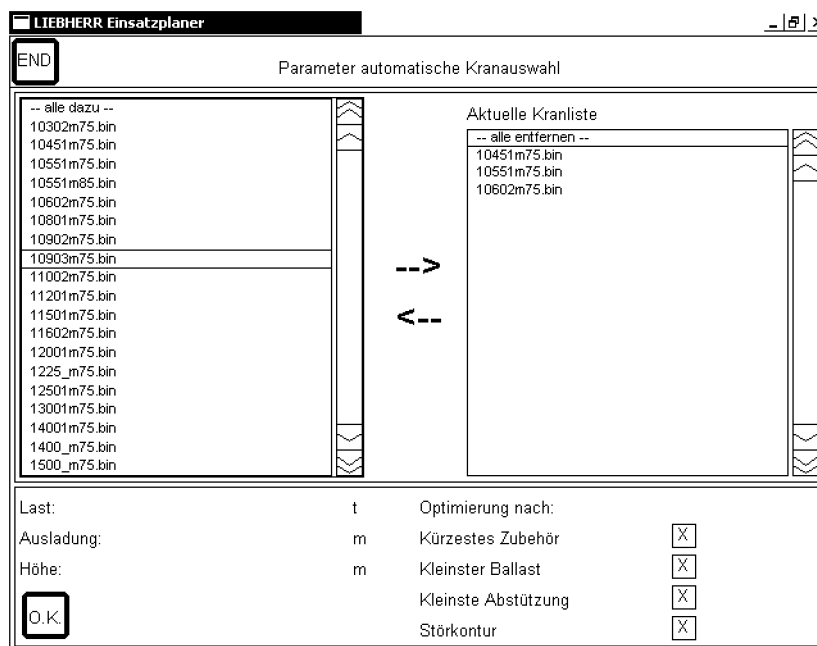 LIEBHERR Einsatzplaner
END
Parameter automatische Kranauswahl
-- alle dazu --
10302m75.bin
10451m75.bin
10551m75.bin
10551m85.bin
10602m75.bin
10801m75.bin
10902m75.bin
10903m75.bin
11002m75.bin
11201m75.bin
11501m75.bin
11602m75.bin
12001m75.bin
1225_m75.bin
12501m75.bin
13001m75.bin
14001m75.bin
1400_m75.bin
1500_m75.bin
-->
<--
Aktuelle Kranliste
-- alle entfernen --
10451m75.bin
10551m75.bin
10602m75.bin
Last: t
Ausladung: m
Höhe: m
O.K.
Optimierung nach:
Kürzestes Zubehör X
Kleinster Ballast X
Kleinste Abstützung X
Störkontur X